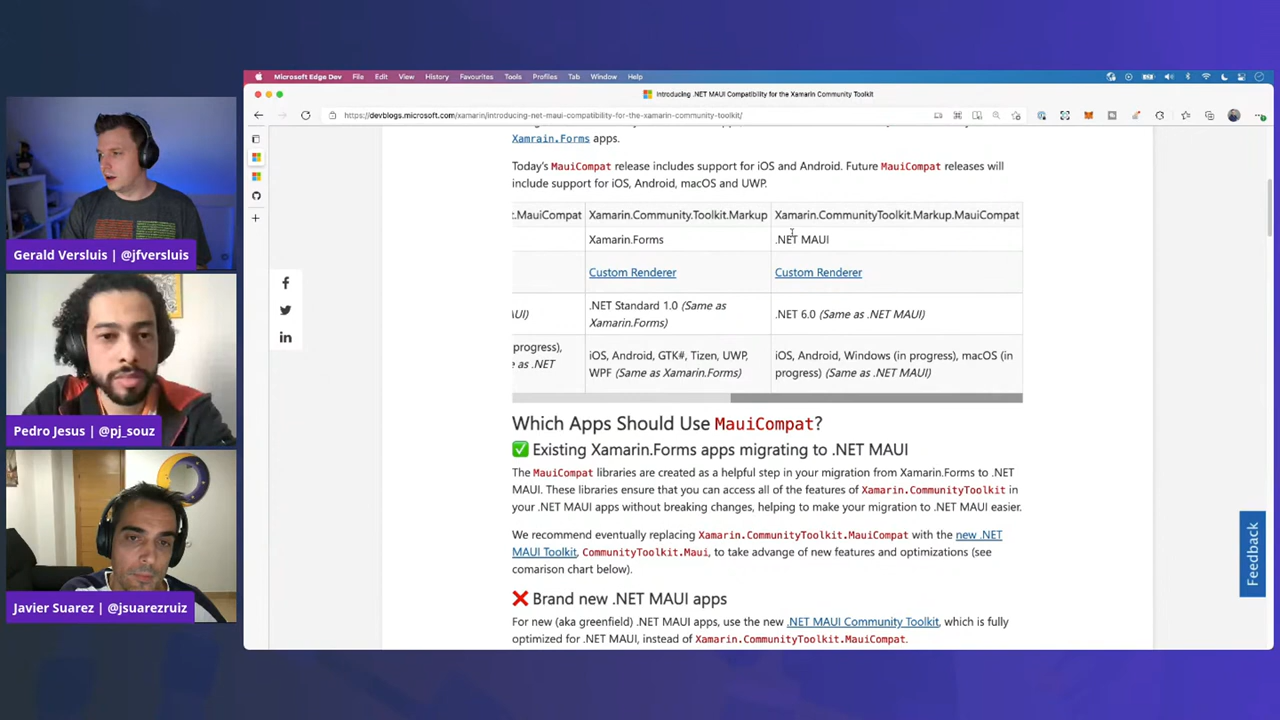 Microsoft Edge Dev File Edit View History Favourites Tools Profiles Tab Window Help
Introducing .NET MAUI Compatibility for the Xamarin Community Toolkit
https://devblogs.microsoft.com/xamarin/introducing-net-maui-compatibility-for-the-xamarin-community-toolkit/
Xamrain.Forms apps.
Today's MauiCompat release includes support for iOS and Android. Future MauiCompat releases will
include support for iOS, Android, macOS and UWP.
t.MauiCompat Xamarin.Community.Toolkit.Markup Xamarin.CommunityToolkit.Markup.MauiCompat
Xamarin.Forms .NET MAUI
Custom Renderer Custom Renderer
UI) .NET Standard 1.0 (Same as
Xamarin.Forms) .NET 6.0 (Same as .NET MAUI)
progress), iOS, Android, GTK#, Tizen, UWP, iOS, Android, Windows (in progress), macOS (in
e as .NET WPF (Same as Xamarin.Forms) progress) (Same as .NET MAUI)
Which Apps Should Use MauiCompat?
Existing Xamarin.Forms apps migrating to .NET MAUI
The MauiCompat libraries are created as a helpful step in your migration from Xamarin.Forms to .NET
MAUI. These libraries ensure that you can access all of the features of Xamarin.CommunityToolkit in
your .NET MAUI apps without breaking changes, helping to make your migration to .NET MAUI easier.
We recommend eventually replacing Xamarin.CommunityToolkit.MauiCompat with the new .NET
MAUI Toolkit, CommunityToolkit.Maui, to take advange of new features and optimizations (see
comarison chart below).
Brand new .NET MAUI apps
For new (aka greenfield) .NET MAUI apps, use the new .NET MAUI Community Toolkit, which is fully
optimized for .NET MAUI, instead of Xamarin.CommunityToolkit.MauiCompat.
Feedback
Gerald Versluis | @jfversluis
Pedro Jesus | @pj_souz
Javier Suarez | @jsuarezruiz